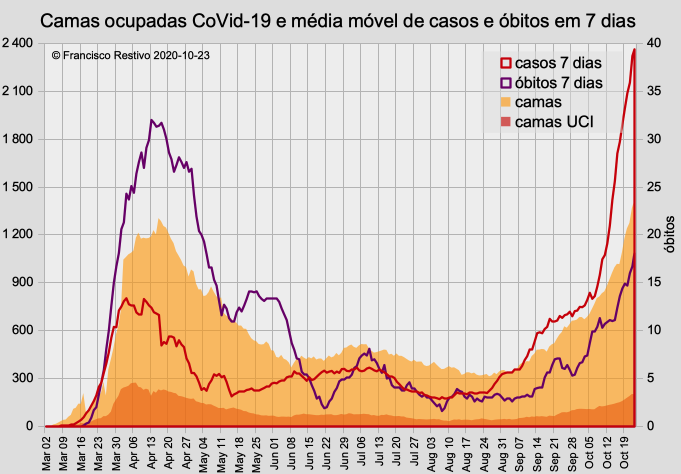 Camas ocupadas CoVid-19 e média móvel de casos e óbitos em 7 dias
© Francisco Restivo 2020-10-23
casos 7 dias
óbitos 7 dias
camas
camas UCI
2 400
2 100
1 800
1 500
1 200
900
600
300
0
40
35
30
25
20
15
10
5
0
óbitos
Mar 02
Mar 09
Mar 16
Mar 23
Mar 30
Apr 06
Apr 13
Apr 20
Apr 27
May 04
May 11
May 18
May 25
Jun 01
Jun 08
Jun 15
Jun 22
Jun 29
Jul 06
Jul 13
Jul 20
Jul 27
Aug 03
Aug 10
Aug 17
Aug 24
Aug 31
Sep 07
Sep 14
Sep 21
Sep 28
Oct 05
Oct 12
Oct 19